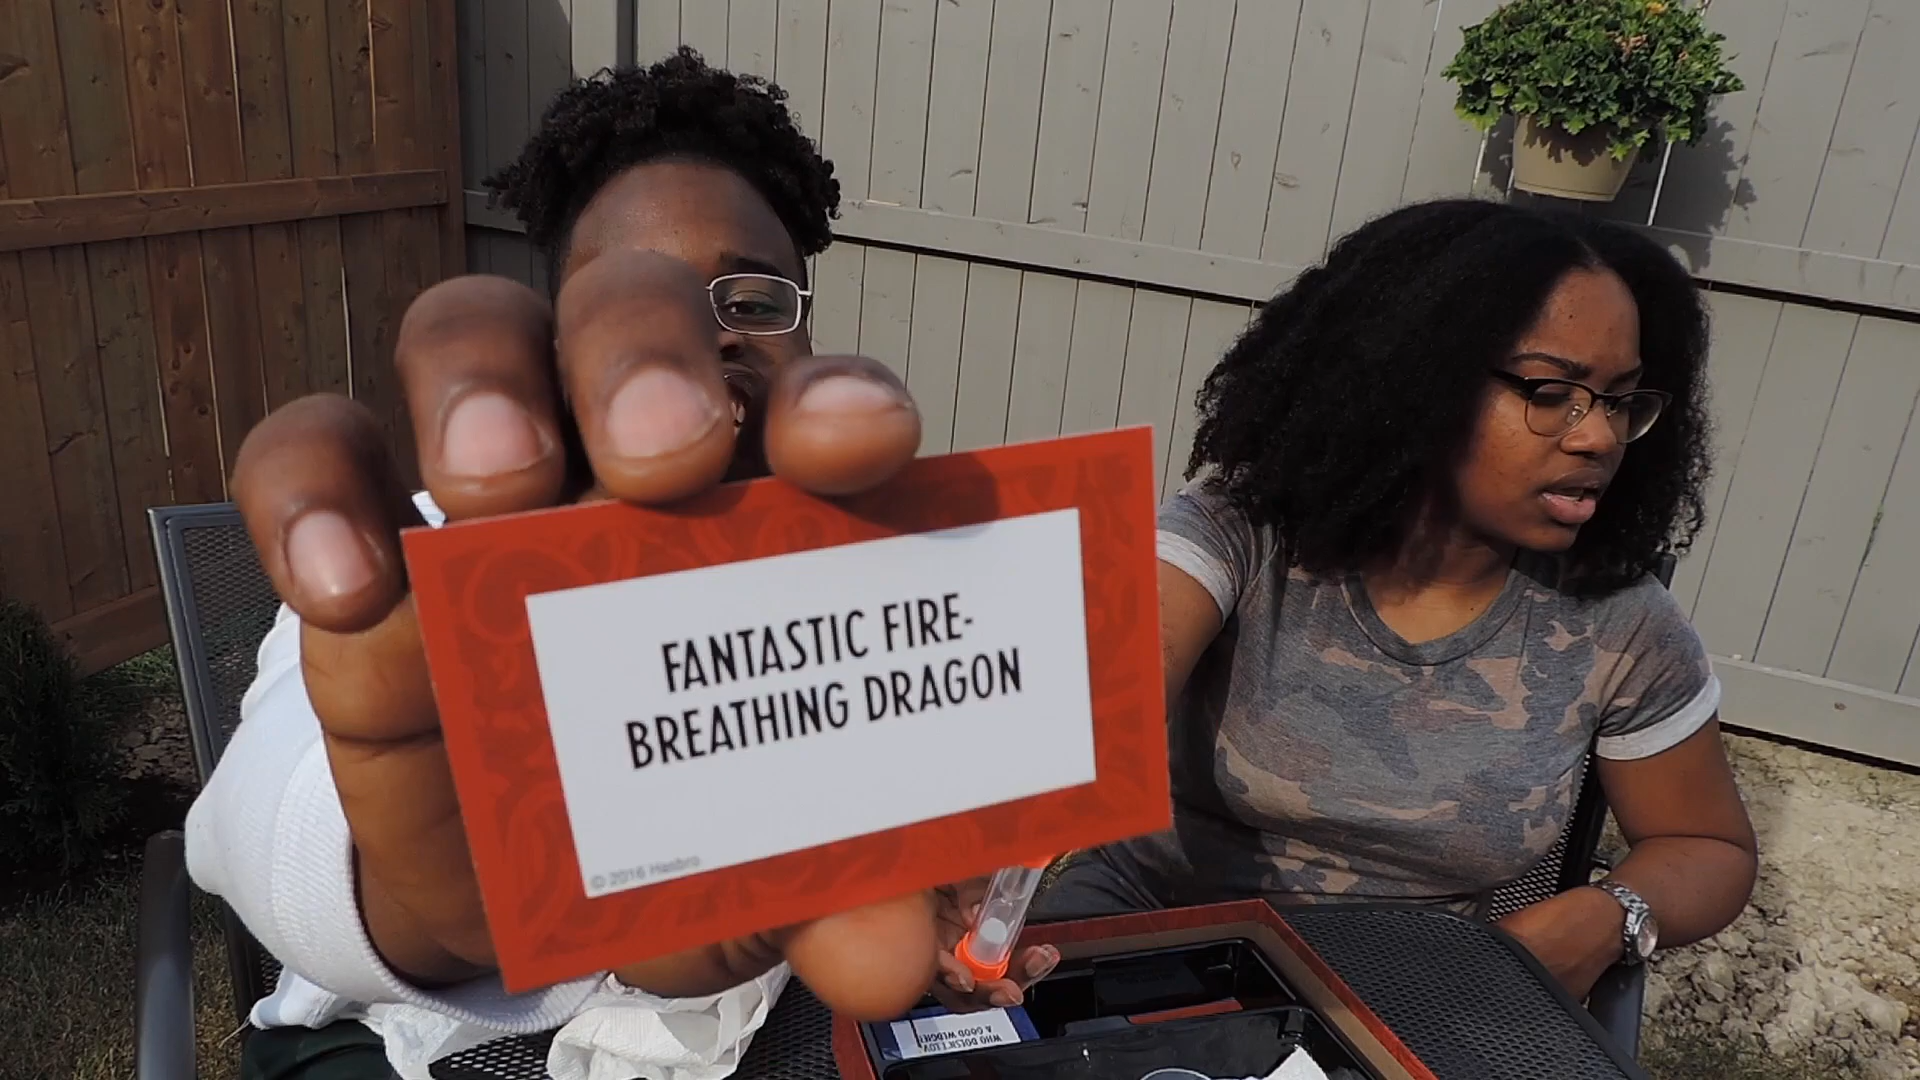 FANTASTIC FIRE-
BREATHING DRAGON
© 2016 Hasbro.
WHO DOESN'T LOVE
A GOOD WEDGIE?